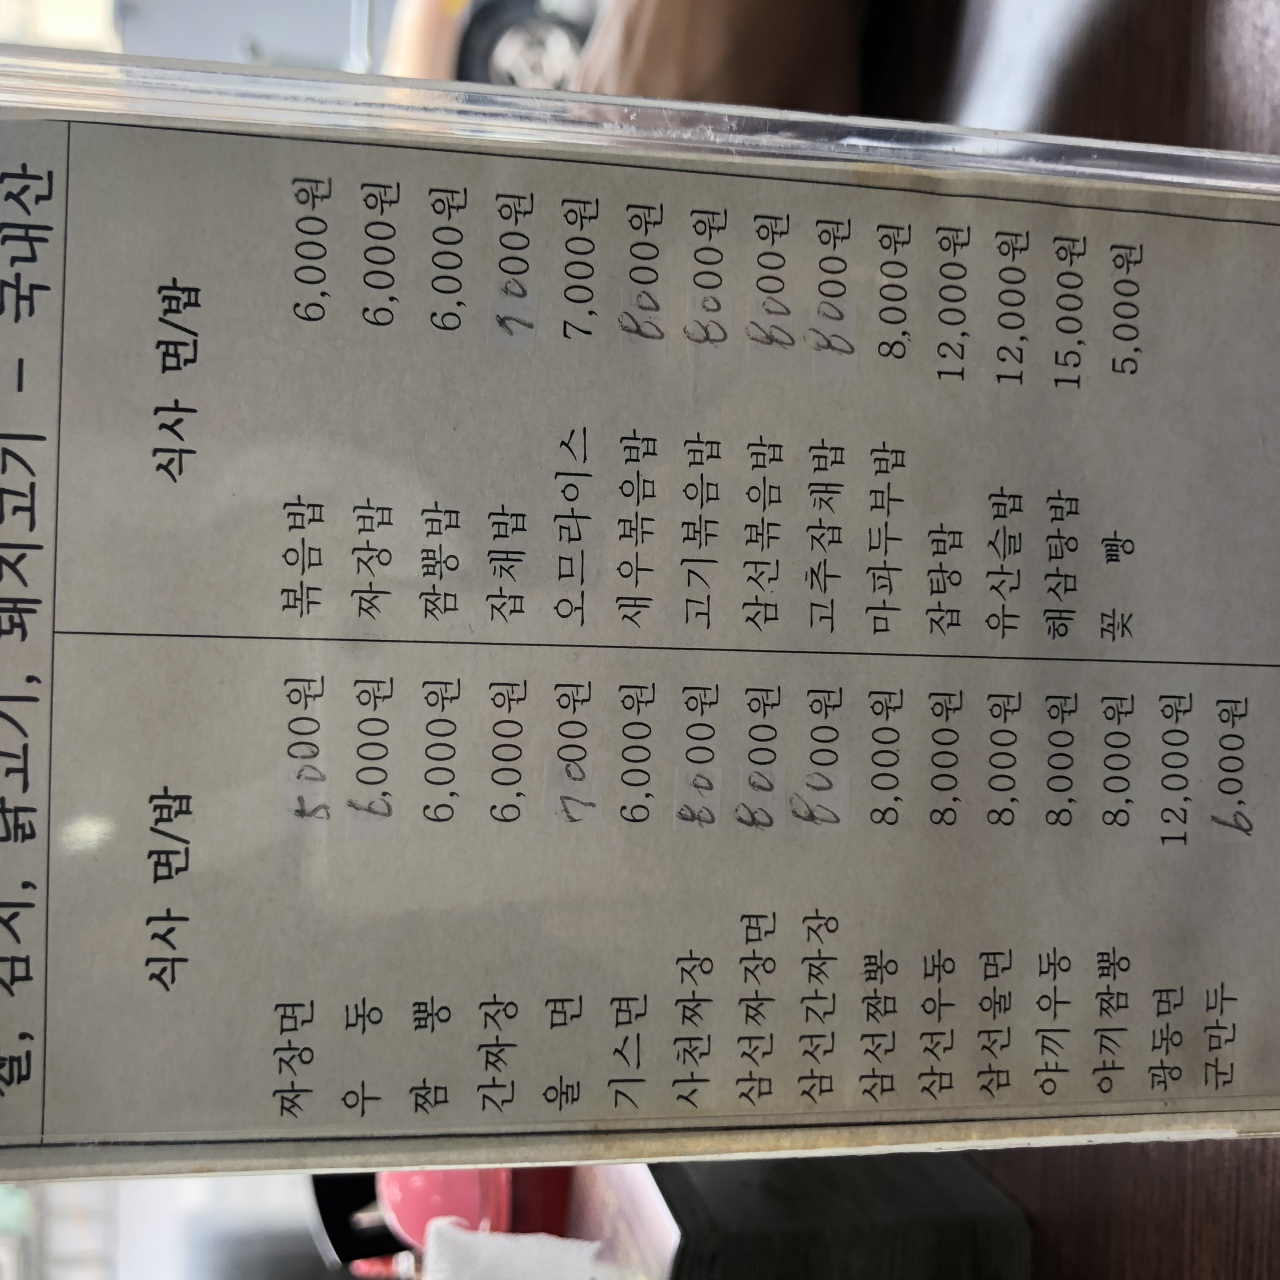 쌀, 김치, 닭고기, 돼지고기 - 국내산
식사 면/밥 식사 면/밥
짜장면 5000원 볶음밥 6,000원
우 동 6,000원 짜장밥 6,000원
짬 뽕 6,000원 짬뽕밥 6,000원
간짜장 6,000원 잡채밥 7000원
울 면 7000원 오므라이스 7,000원
기스면 6,000원 새우볶음밥 8000원
사천짜장 8000원 고기볶음밥 8000원
삼선짜장면 8000원 삼선볶음밥 8000원
삼선간짜장 8000원 고추잡채밥 8000원
삼선짬뽕 8,000원 마파두부밥 8,000원
삼선우동 8,000원 잡탕밥 12,000원
삼선울면 8,000원 유산슬밥 12,000원
야끼우동 8,000원 해삼탕밥 15,000원
야끼짬뽕 8,000원 꽃 빵 5,000원
광동면 12,000원
군만두 6,000원